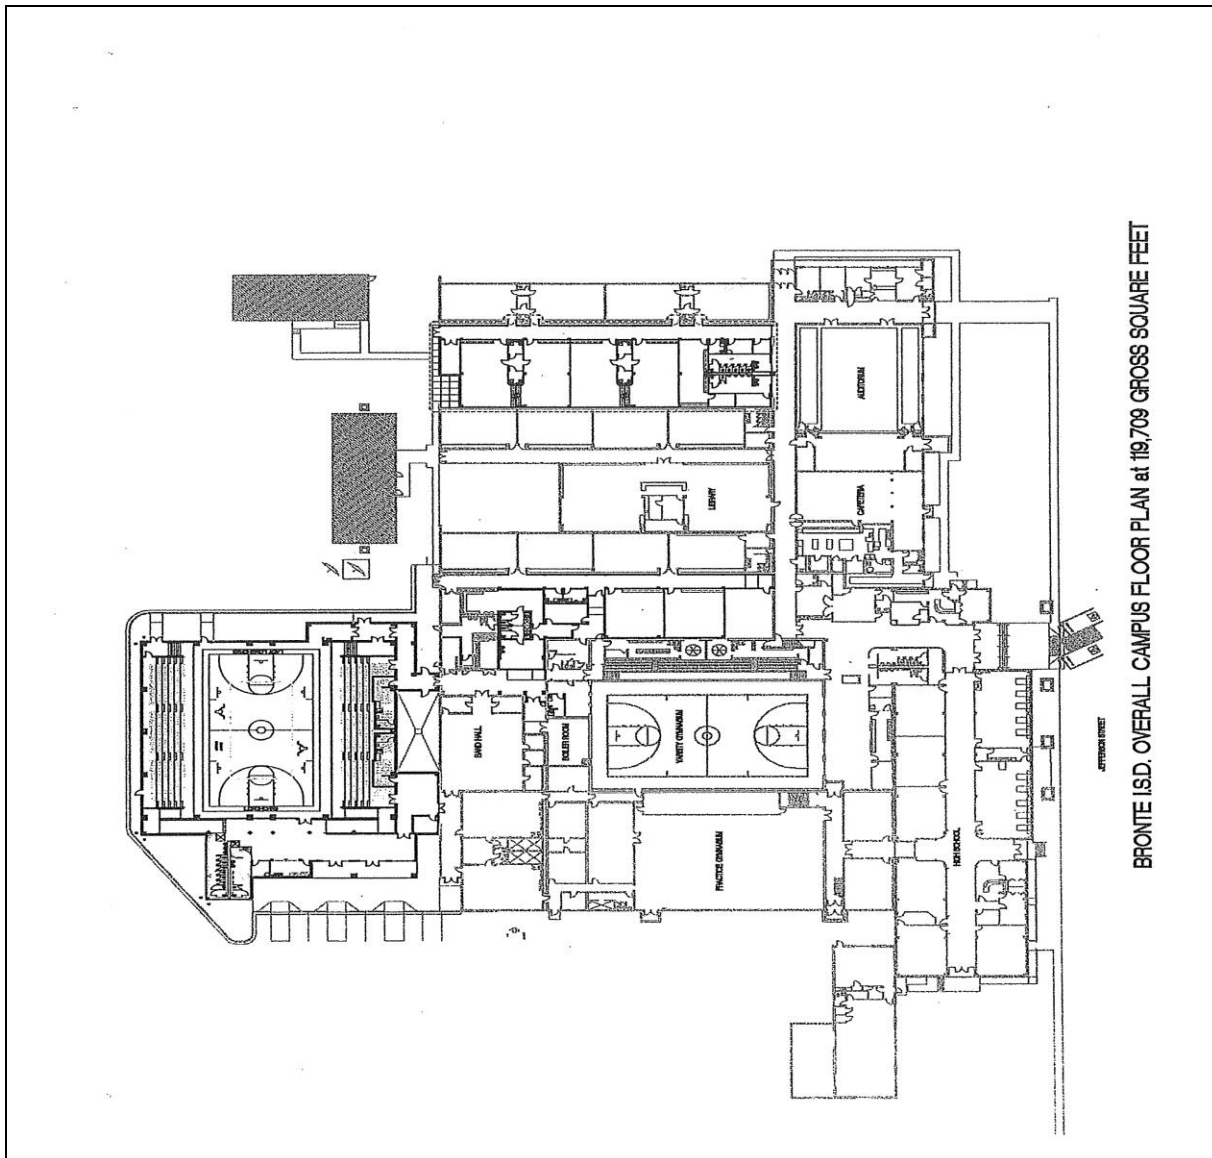 BRONTE I.S.D. OVERALL CAMPUS FLOOR PLAN at 119,709 GROSS SQUARE FEET
JEFFERSON STREET
AUDITORIUM
CAFETERIA
LIBRARY
HIGH SCHOOL
VARSITY GYMNASIUM
PRACTICE GYMNASIUM
BOILER ROOM
BAND HALL